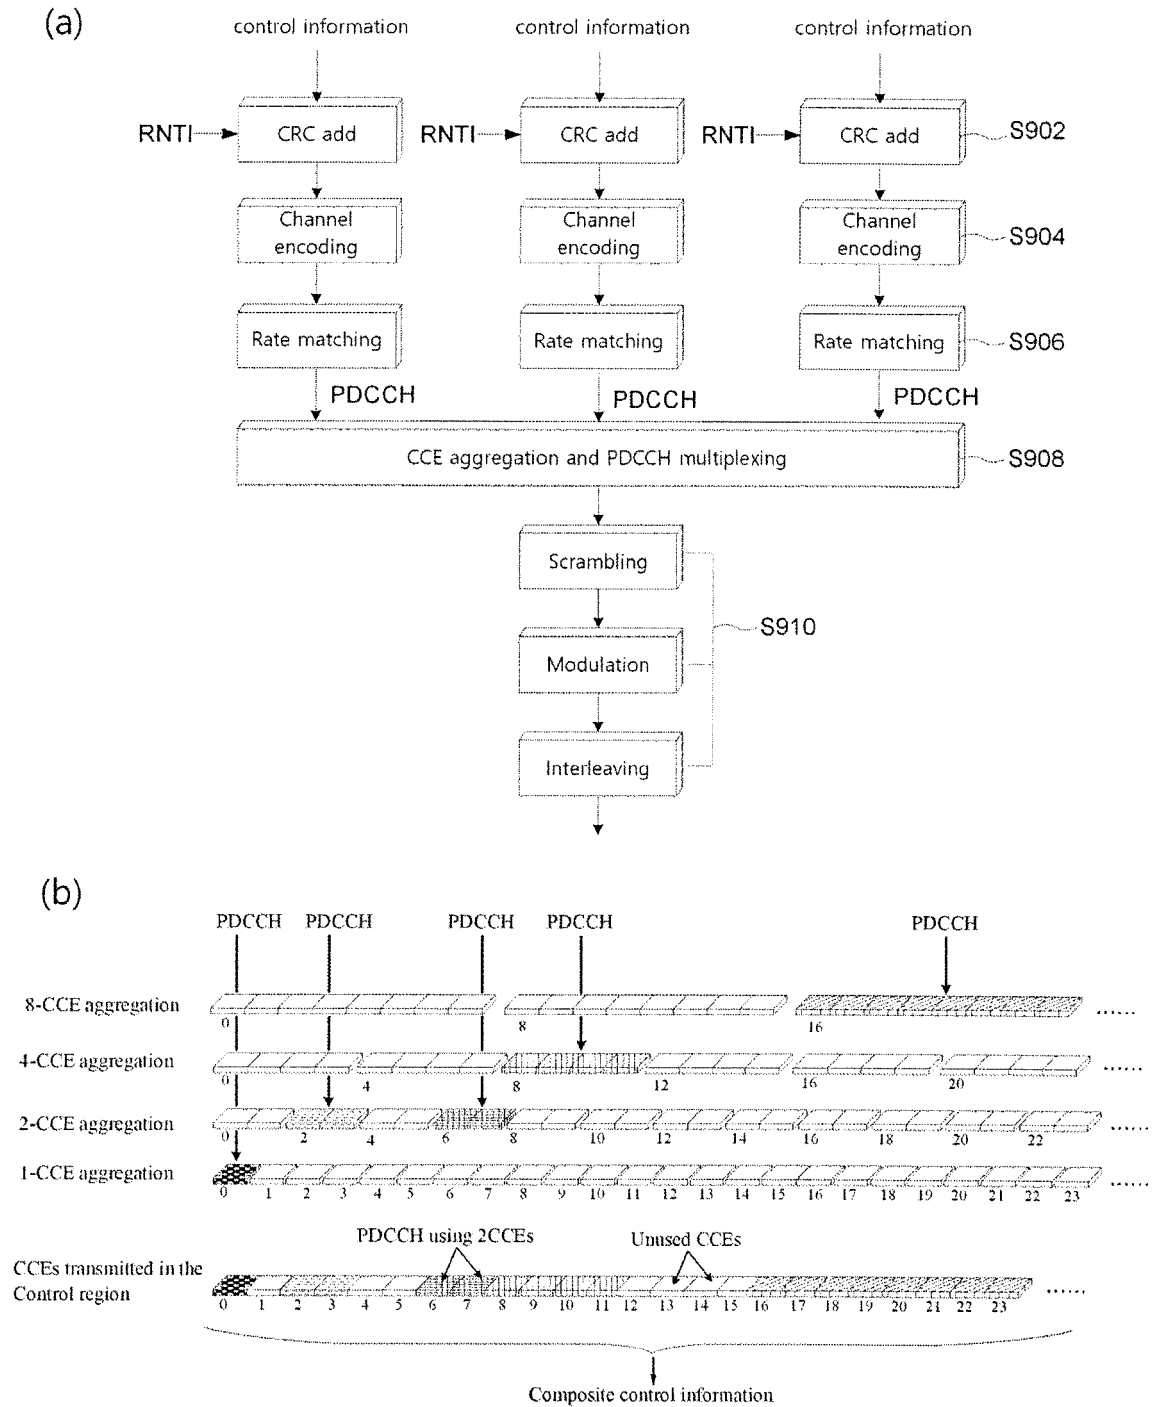 (a)
control information control information control information
RNTI CRC add RNTI CRC add RNTI CRC add S902
Channel encoding Channel encoding Channel encoding S904
Rate matching Rate matching Rate matching S906
PDCCH PDCCH PDCCH
CCE aggregation and PDCCH multiplexing S908
Scrambling
S910
Modulation
Interleaving
(b)
PDCCH PDCCH PDCCH PDCCH PDCCH
8-CCE aggregation
0 8 16 ......
4-CCE aggregation
0 4 8 12 16 20 ......
2-CCE aggregation
0 2 4 6 8 10 12 14 16 18 20 22 ......
1-CCE aggregation
0 1 2 3 4 5 6 7 8 9 10 11 12 13 14 15 16 17 18 19 20 21 22 23 ......
PDCCH using 2CCEs Unused CCEs
CCEs transmitted in the
Control region
0 1 2 3 4 5 6 7 8 9 10 11 12 13 14 15 16 17 18 19 20 21 22 23 ......
Composite control information